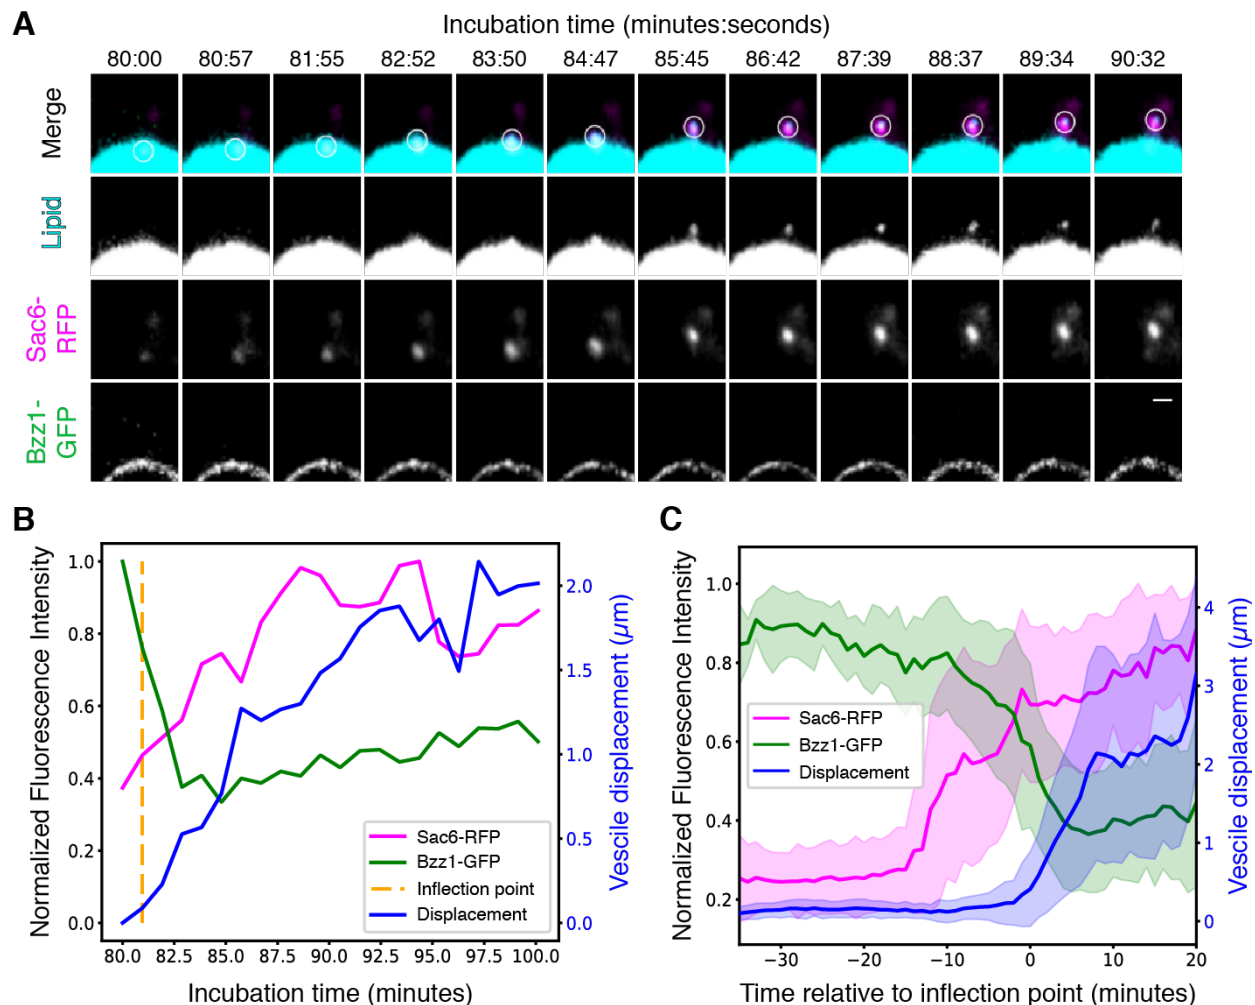 A
Incubation time (minutes:seconds)
80:00 80:57 81:55 82:52 83:50 84:47 85:45 86:42 87:39 88:37 89:34 90:32
Merge
Lipid
Sac6-
RFP
Bzz1-
GFP
B
Normalized Fluorescence Intensity
1.0
0.8
0.6
0.4
0.2
0.0
Sac6-RFP
Bzz1-GFP
Inflection point
Displacement
2.0
1.5
1.0
0.5
0.0
Vescile displacement (µm)
80.0 82.5 85.0 87.5 90.0 92.5 95.0 97.5 100.0
Incubation time (minutes)
C
Normalized Fluorescence Intensity
1.0
0.8
0.6
0.4
0.2
Sac6-RFP
Bzz1-GFP
Displacement
4
3
2
1
0
Vescile displacement (µm)
−30 −20 −10 0 10 20
Time relative to inflection point (minutes)